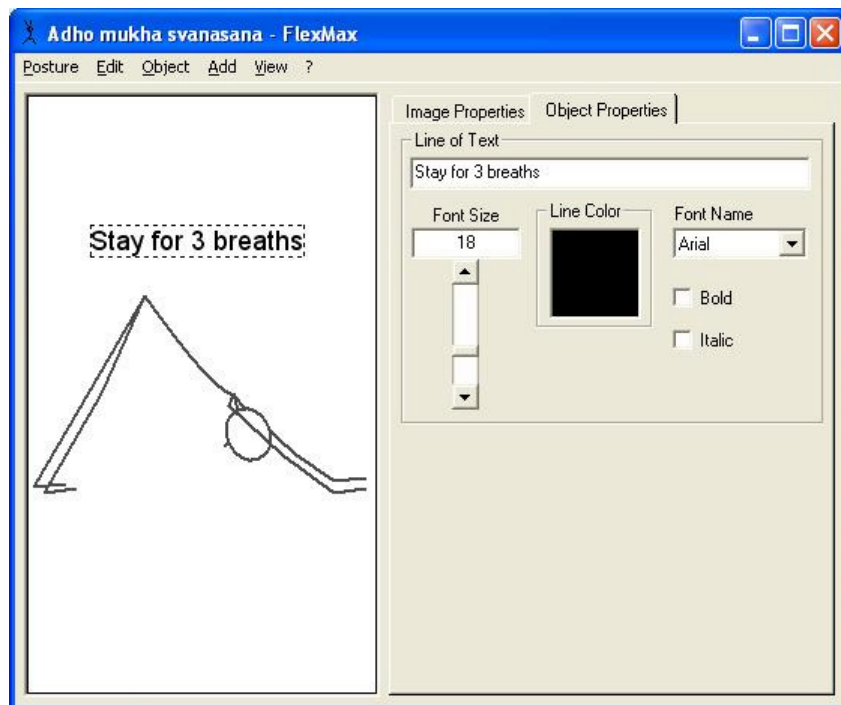 Adho mukha svanasana - FlexMax
Posture Edit Object Add View ?
Stay for 3 breaths
Image Properties Object Properties
Line of Text
Stay for 3 breaths
Font Size Line Color Font Name
18 Arial
Bold
Italic